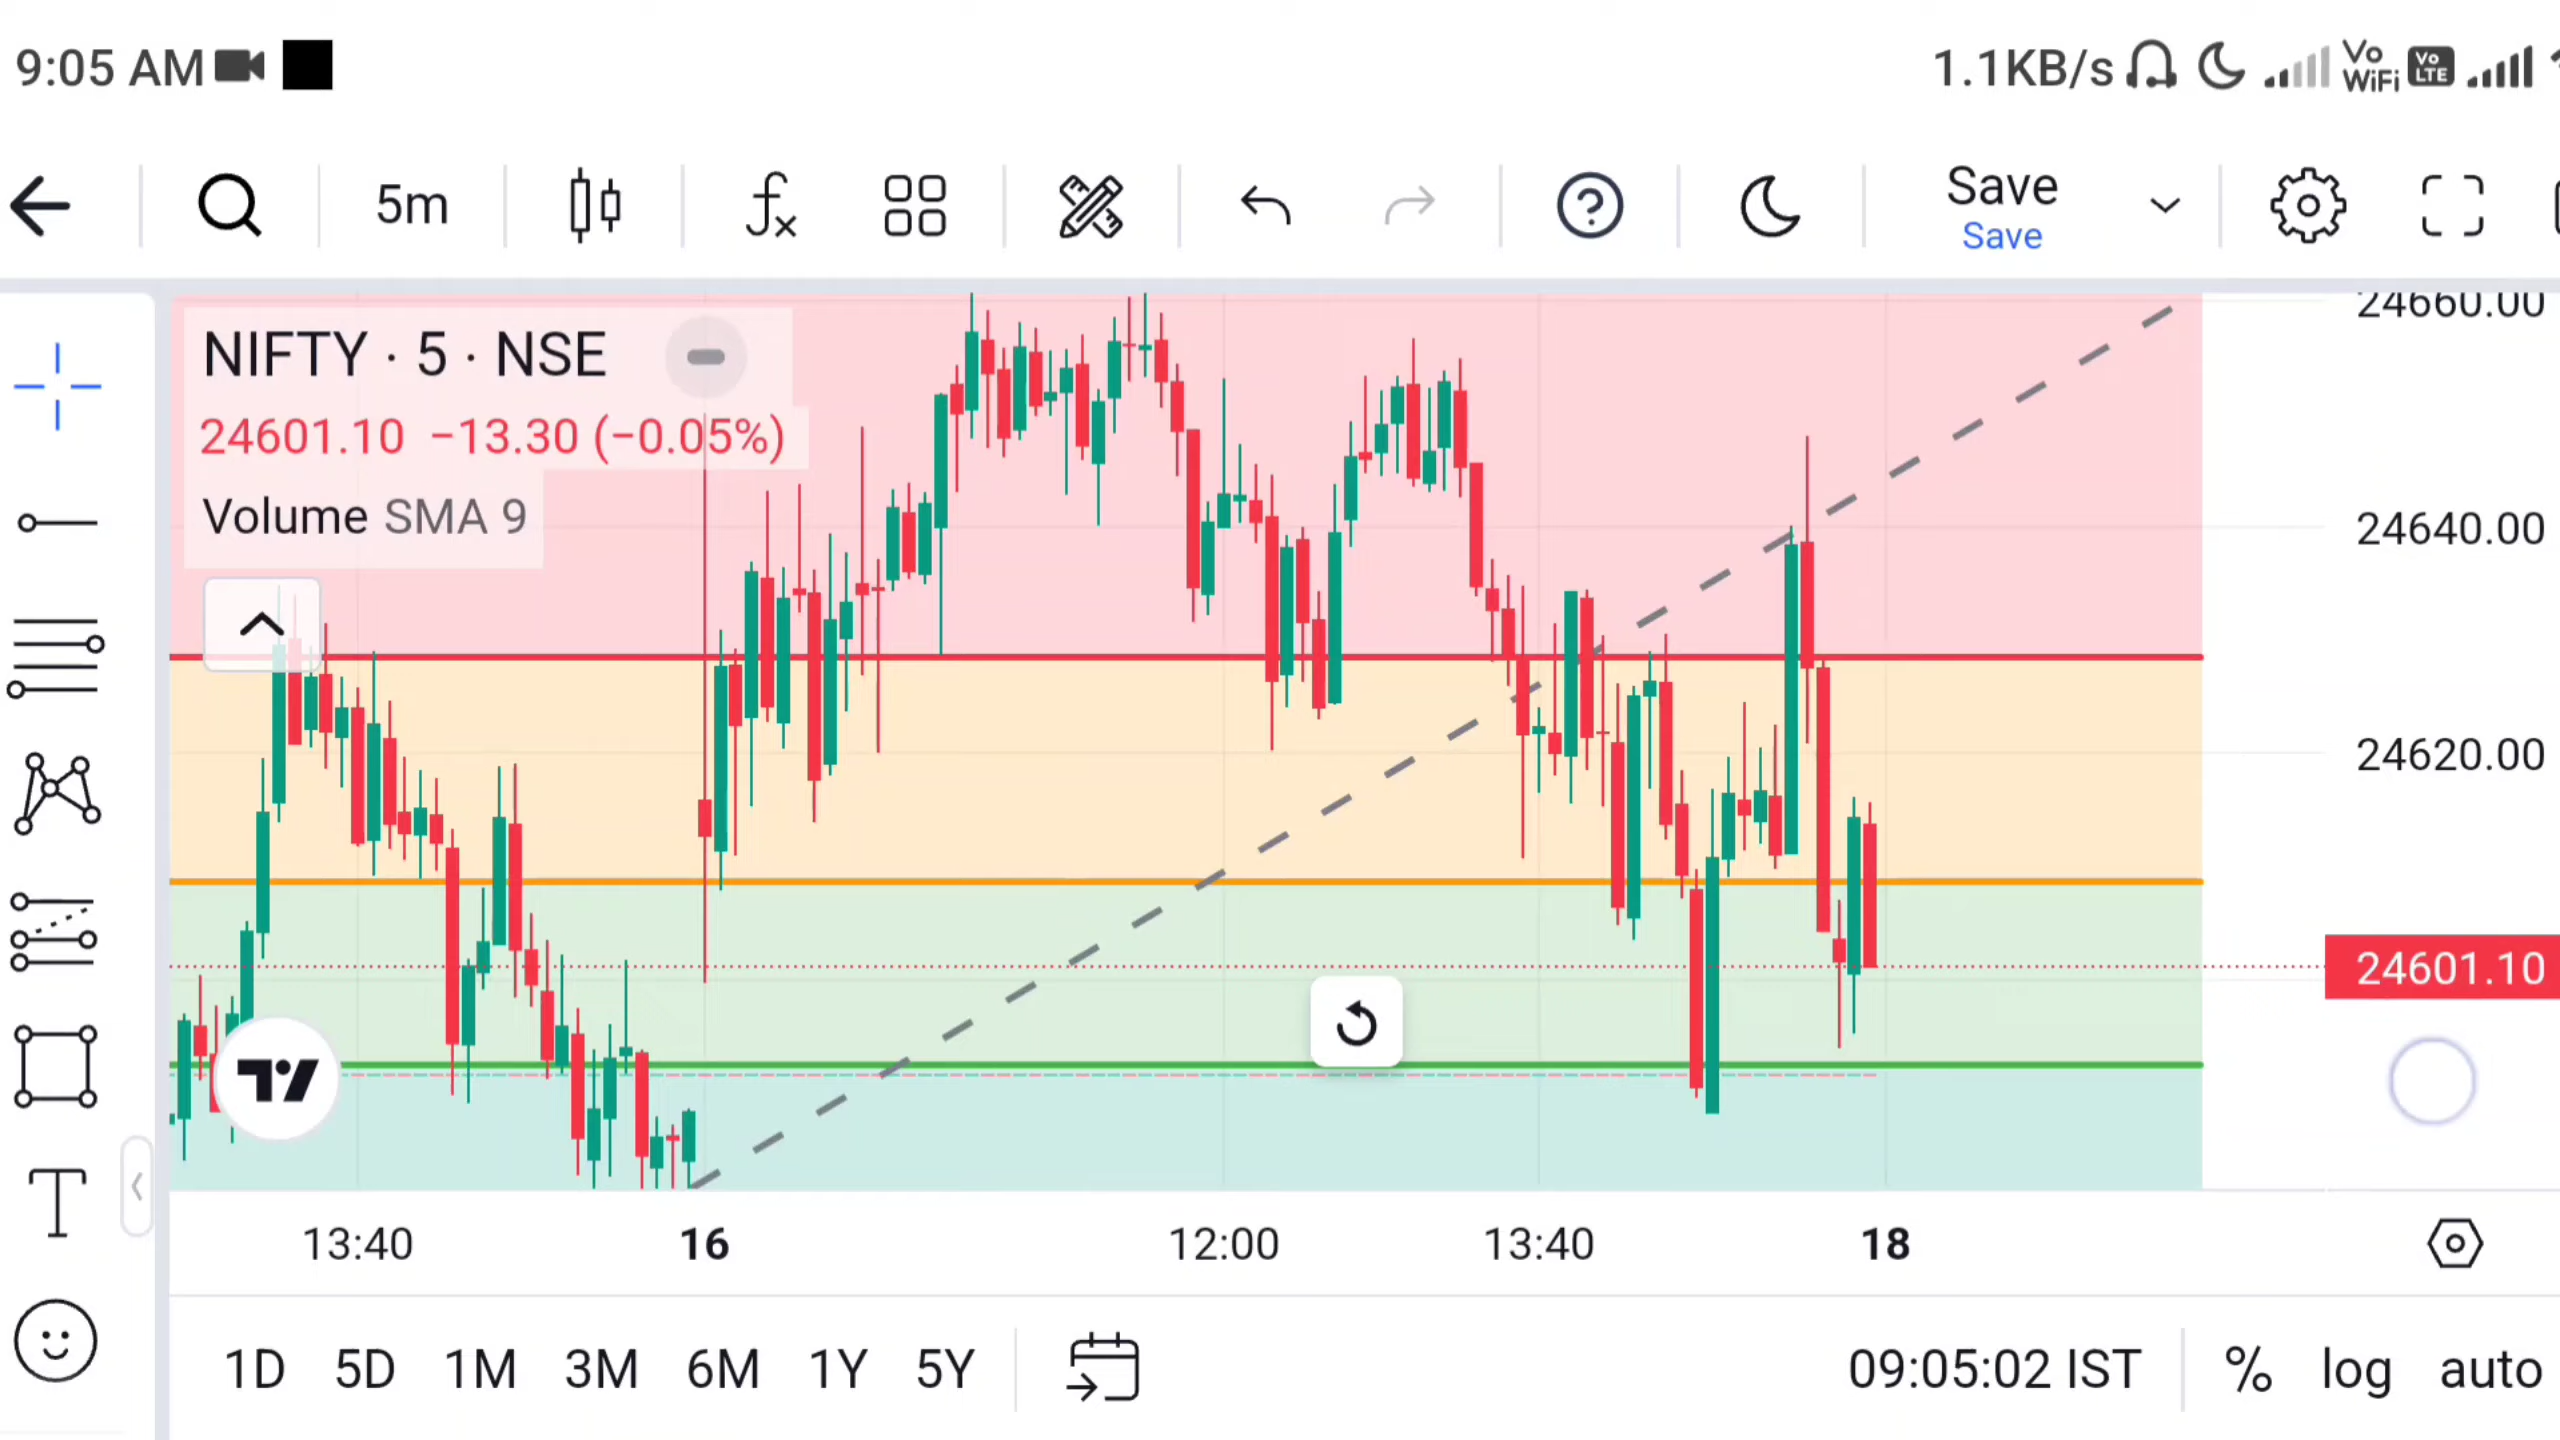 9:05 AM 1.1KB/s Vo WiFi Vo LTE
5m Save
Save
NIFTY · 5 · NSE
24601.10 −13.30 (−0.05%)
Volume SMA 9
24660.00
24640.00
24620.00
24601.10
13:40 16 12:00 13:40 18
1D 5D 1M 3M 6M 1Y 5Y 09:05:02 IST % log auto